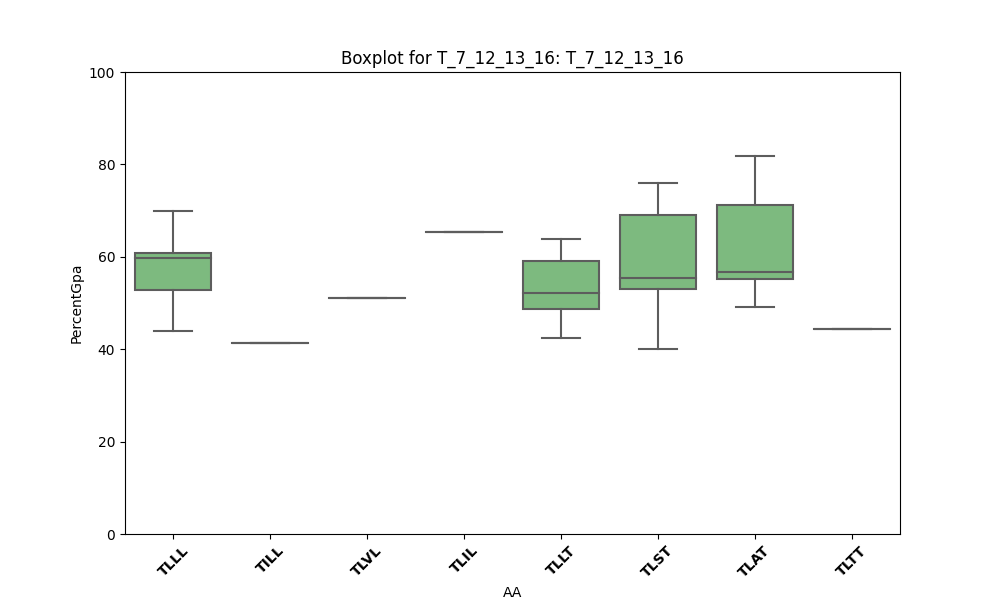 Boxplot for T_7_12_13_16: T_7_12_13_16
PercentGpa
100
80
60
40
20
0
TLLL
TILL
TLVL
TLIL
TLLT
TLST
TLAT
TLTT
AA